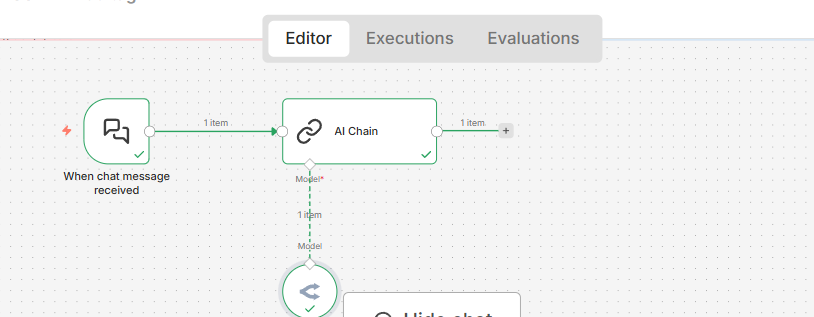 Editor Executions Evaluations
1 item
1 item
AI Chain
When chat message
received
Model*
1 item
Model
Hide chat